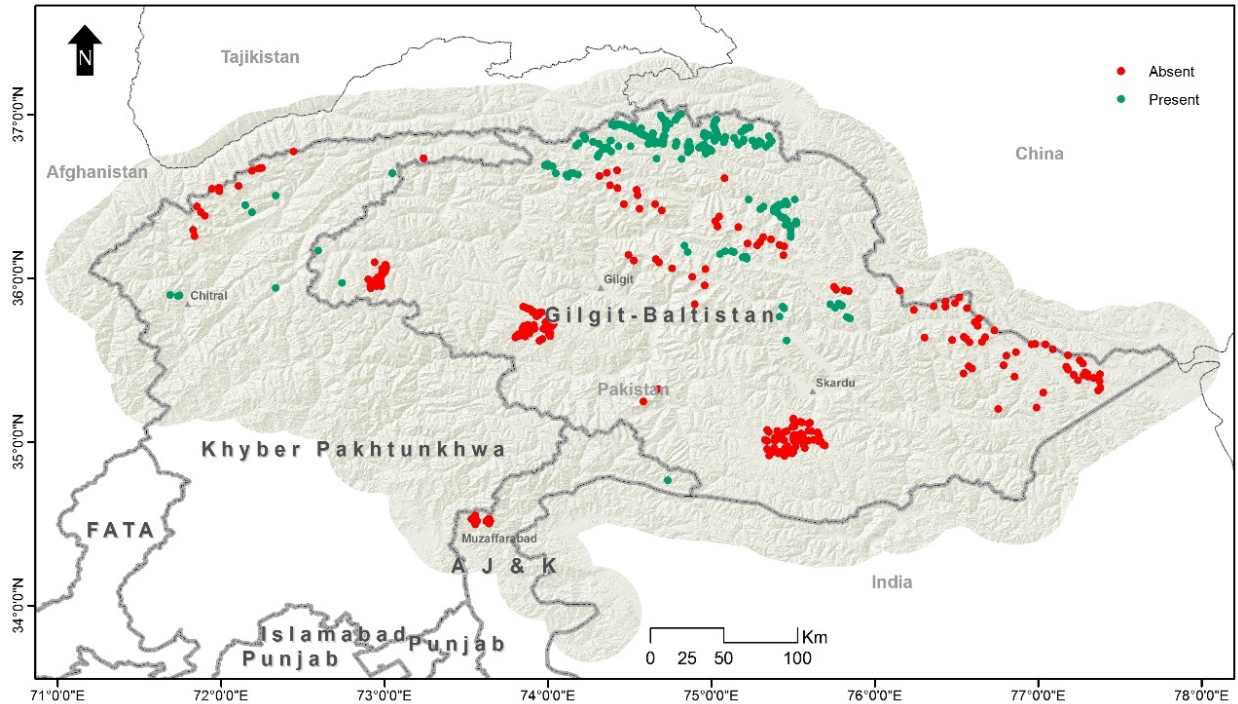 N
Tajikistan
Absent
Present
China
Afghanistan
Chitral
Gilgit
Gilgit-Baltistan
Pakistan
Skardu
Khyber Pakhtunkhwa
FATA
Muzaffarabad
A J & K
India
Islamabad
Punjab
Punjab
Km
0 25 50 100
37°0'0"N
36°0'0"N
35°0'0"N
34°0'0"N
71°0'0"E 72°0'0"E 73°0'0"E 74°0'0"E 75°0'0"E 76°0'0"E 77°0'0"E 78°0'0"E